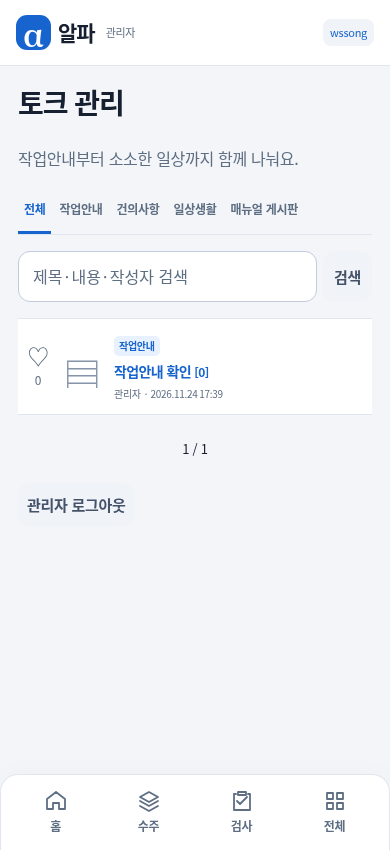 α 알파 관리자 wssong
토크 관리
작업안내부터 소소한 일상까지 함께 나눠요.
전체 작업안내 건의사항 일상생활 매뉴얼 게시판
제목·내용·작성자 검색 검색
작업안내
작업안내 확인 [0]
♡ 0
관리자 · 2026.11.24 17:39
1 / 1
관리자 로그아웃
홈 수주 검사 전체